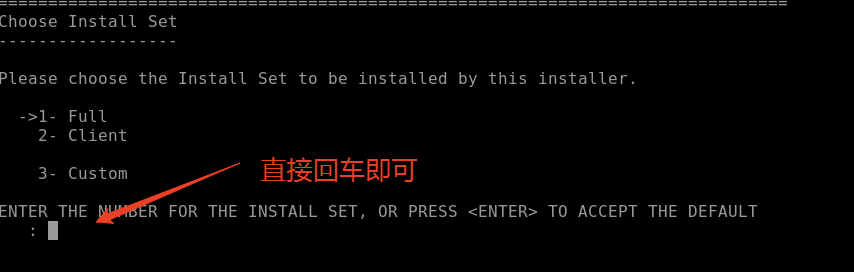 ===============================================================================
Choose Install Set
------------------
Please choose the Install Set to be installed by this installer.
->1- Full
2- Client
3- Custom
直接回车即可
ENTER THE NUMBER FOR THE INSTALL SET, OR PRESS <ENTER> TO ACCEPT THE DEFAULT
: